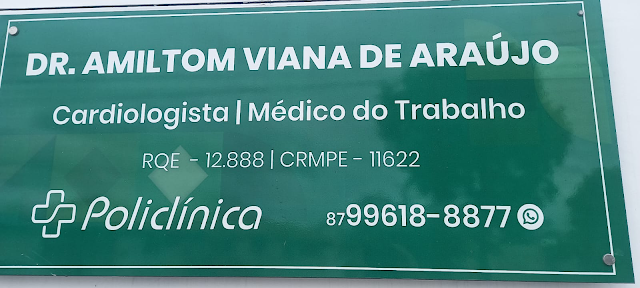 DR. AMILTOM VIANA DE ARAÚJO
Cardiologista | Médico do Trabalho
RQE - 12.888 | CRMPE - 11622
Policlínica
87 99618-8877